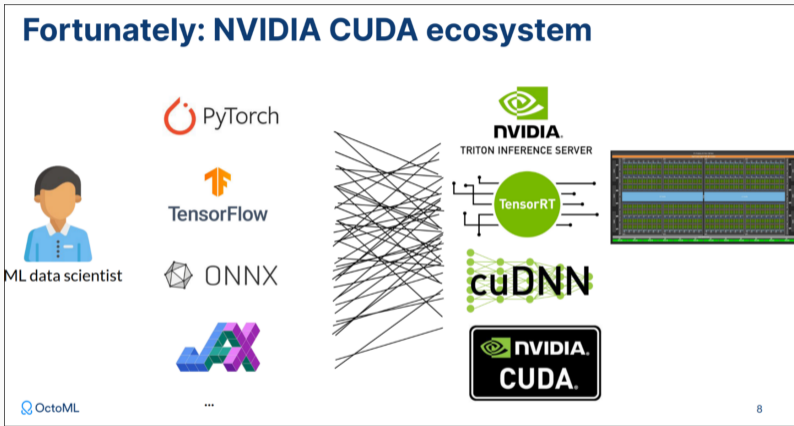 Fortunately: NVIDIA CUDA ecosystem
ML data scientist
PyTorch
TensorFlow
ONNX
JAX
...
NVIDIA.
TRITON INFERENCE SERVER
TensorRT
cuDNN
NVIDIA.
CUDA.
OctoML
8